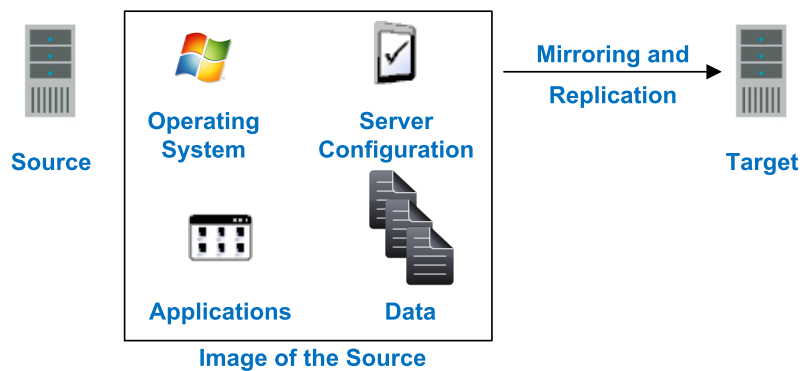 Mirroring and
Replication
Operating
System
Server
Configuration
Source
Target
Applications
Data
Image of the Source